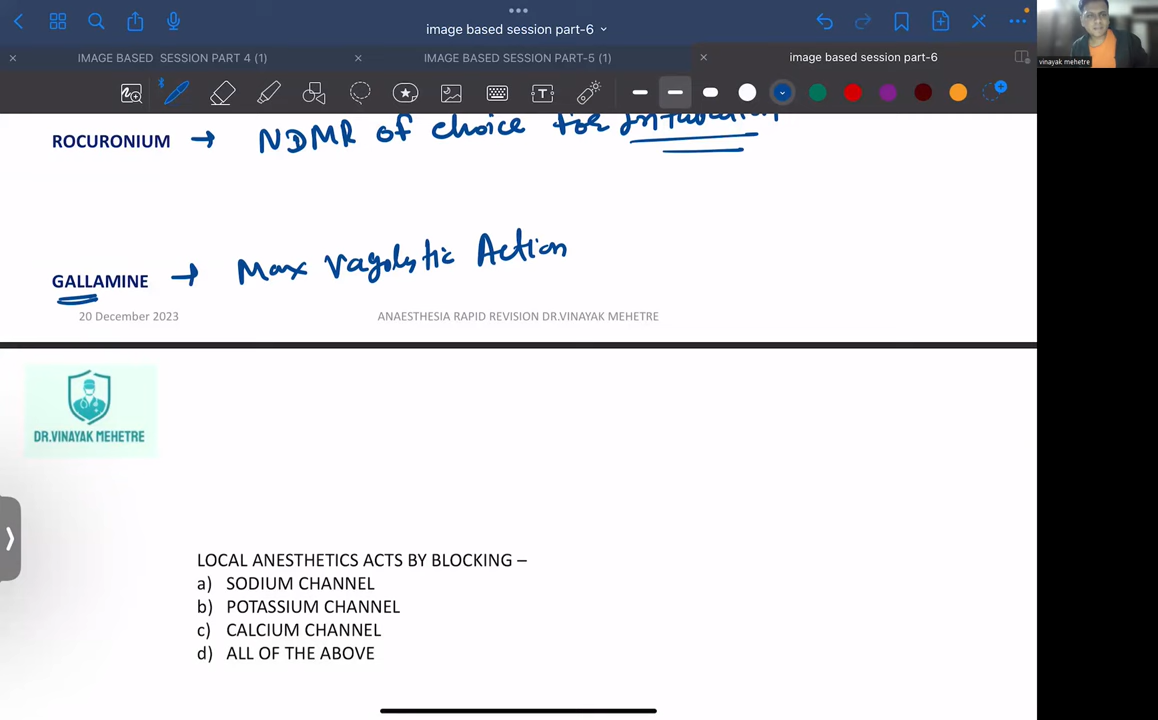 image based session part-6
IMAGE BASED SESSION PART 4 (1)
IMAGE BASED SESSION PART-5 (1)
image based session part-6
vinayak mehetre
ROCURONIUM → NDMR of choice for Intubation
GALLAMINE → Max Vagolytic Action
20 December 2023
ANAESTHESIA RAPID REVISION DR.VINAYAK MEHETRE
DR.VINAYAK MEHETRE
LOCAL ANESTHETICS ACTS BY BLOCKING –
a) SODIUM CHANNEL
b) POTASSIUM CHANNEL
c) CALCIUM CHANNEL
d) ALL OF THE ABOVE